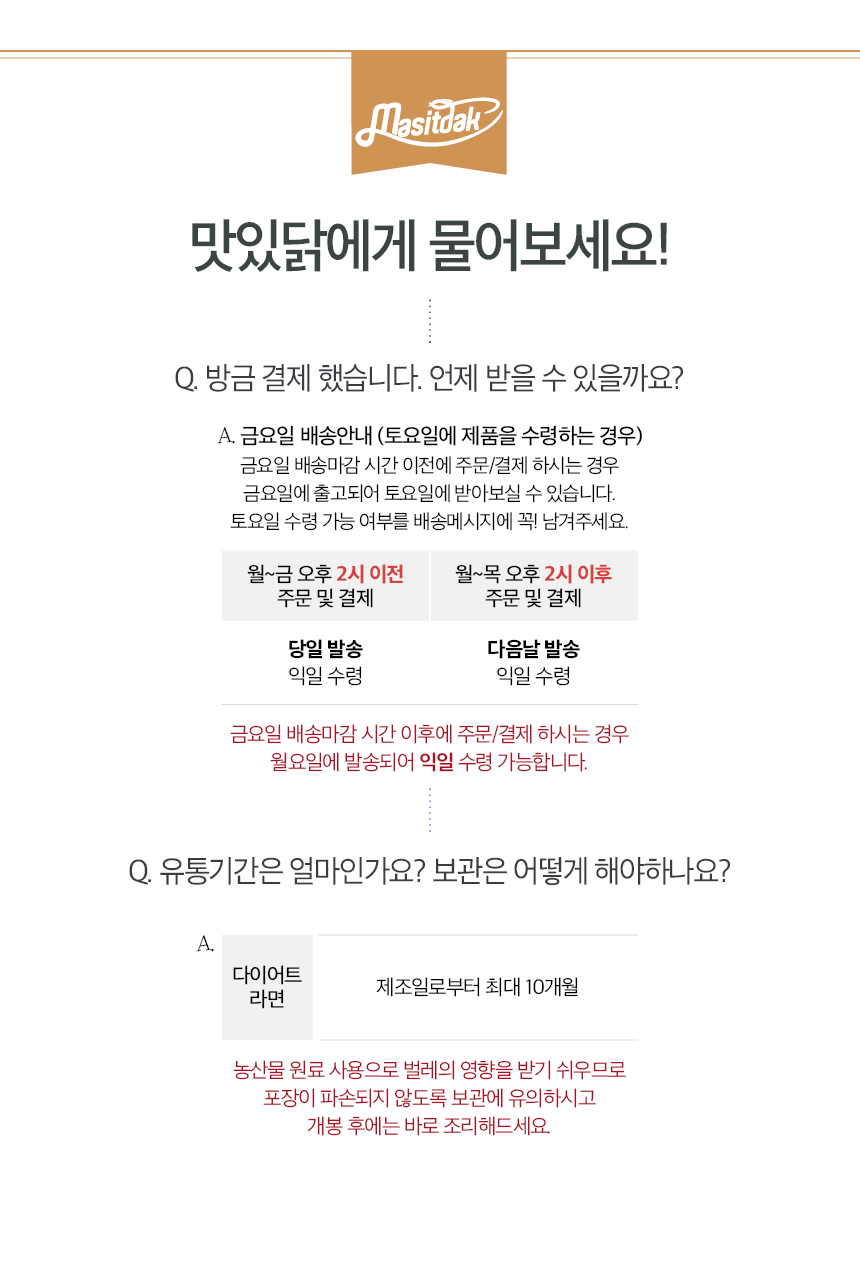 Masitdak
맛있닭에게 물어보세요!
Q. 방금 결제 했습니다. 언제 받을 수 있을까요?
A. 금요일 배송안내 (토요일에 제품을 수령하는 경우)
금요일 배송마감 시간 이전에 주문/결제 하시는 경우
금요일에 출고되어 토요일에 받아보실 수 있습니다.
토요일 수령 가능 여부를 배송메시지에 꼭! 남겨주세요.
월~금 오후 2시 이전
주문 및 결제
월~목 오후 2시 이후
주문 및 결제
당일 발송
익일 수령
다음날 발송
익일 수령
금요일 배송마감 시간 이후에 주문/결제 하시는 경우
월요일에 발송되어 익일 수령 가능합니다.
Q. 유통기간은 얼마인가요? 보관은 어떻게 해야하나요?
A.
다이어트
라면
제조일로부터 최대 10개월
농산물 원료 사용으로 벌레의 영향을 받기 쉬우므로
포장이 파손되지 않도록 보관에 유의하시고
개봉 후에는 바로 조리해드세요.